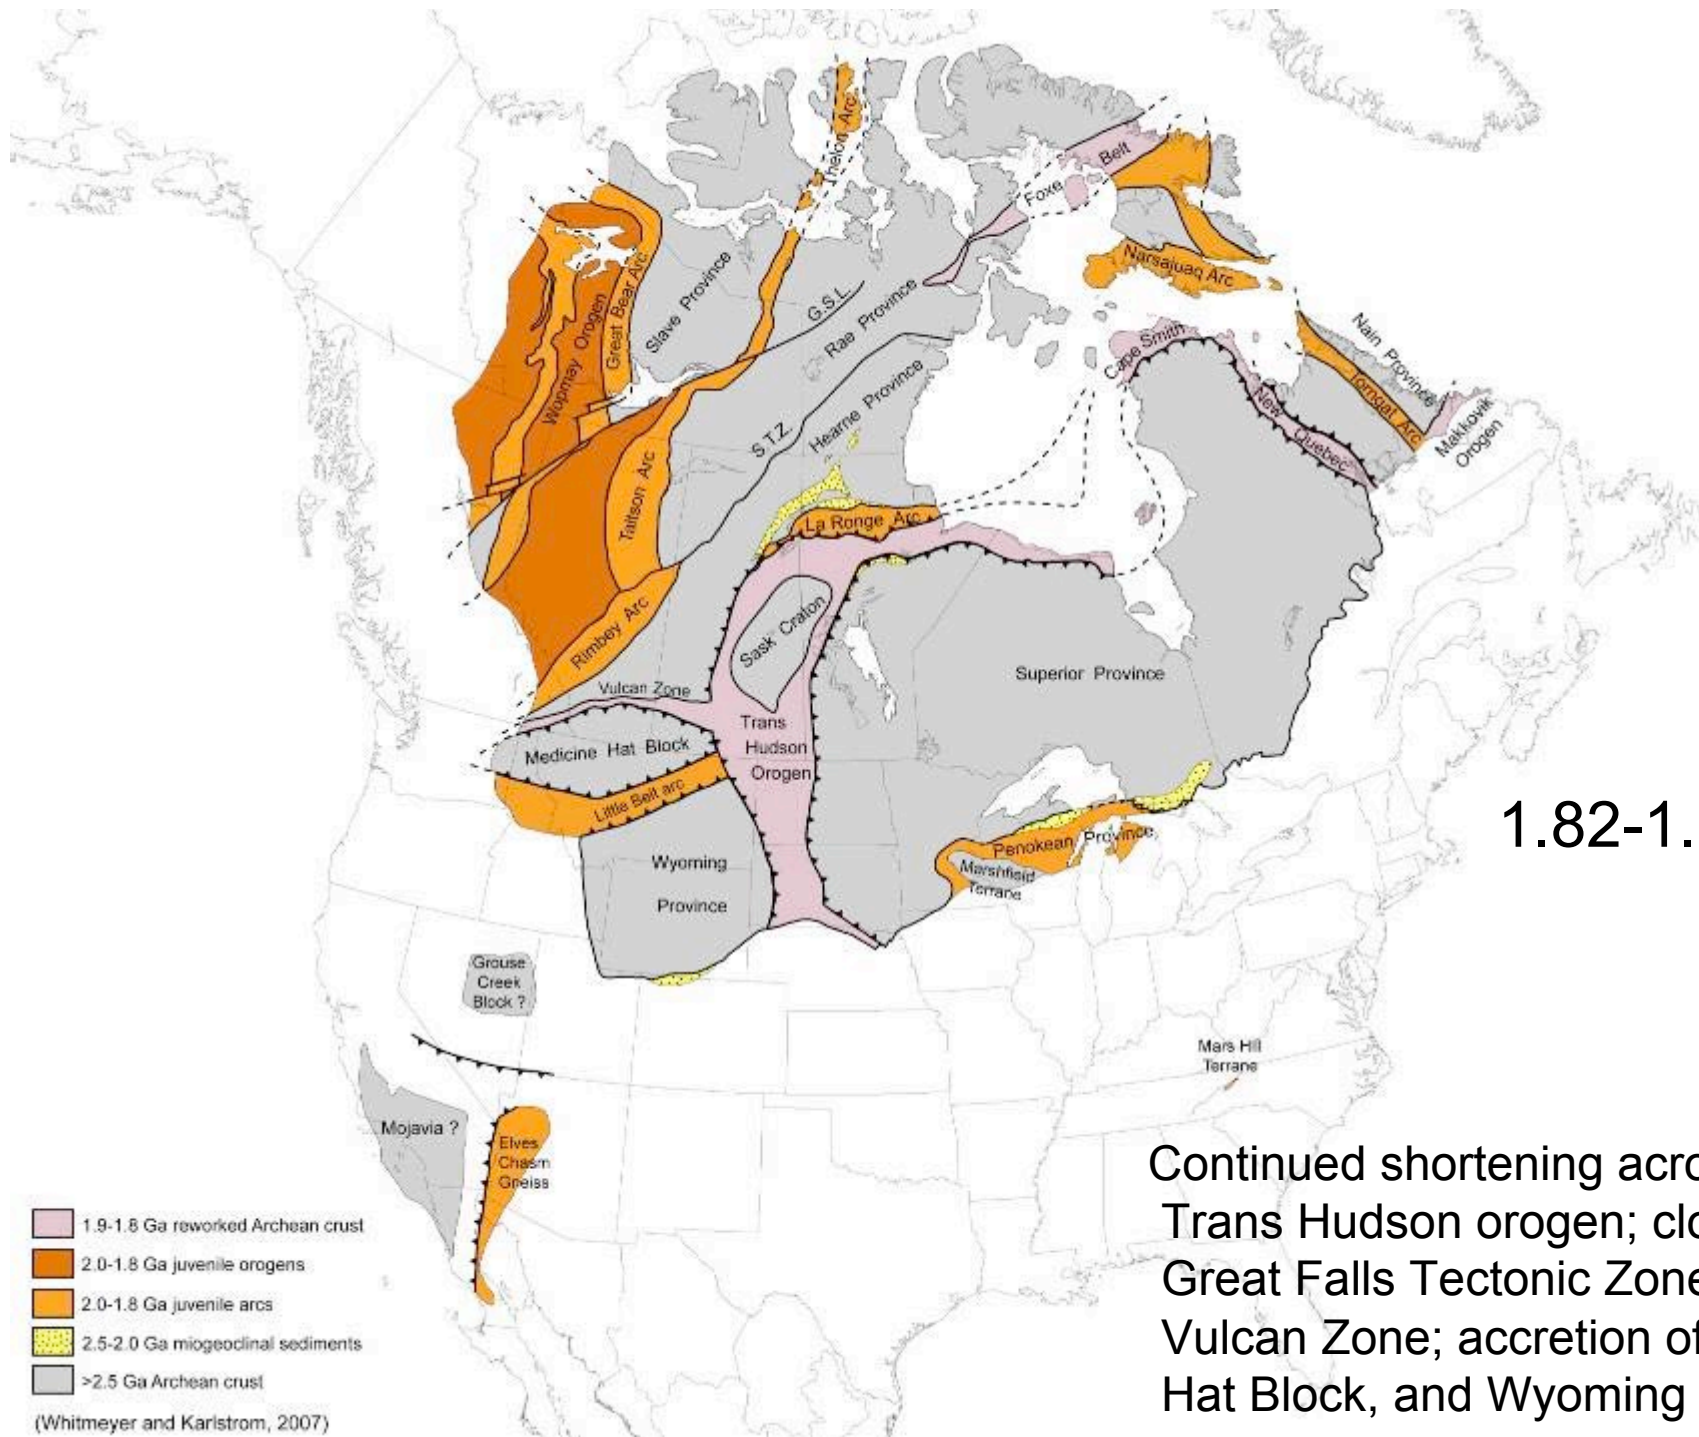 Thelon Arc
Belt
Foxe
Narsajuaq Arc
Great Bear Arc
Slave Province
Wopmay Orogen
G.S.L.
Rae Province
Cape Smith
Nain Province
Hearne Province
New
Torngat Arc
Makkovik
Orogen
Quebec
S.T.Z.
Taltson Arc
La Ronge Arc
Rimbey Arc
Sask Craton
Superior Province
Vulcan Zone
Trans
Hudson
Orogen
Medicine Hat Block
Little Belt arc
1.82-1.
Penokean Province
Marshfield
Terrane
Wyoming
Province
Grouse
Creek
Block ?
Mars Hill
Terrane
Mojavia ?
Elves
Chasm
Gneiss
Continued shortening acro
Trans Hudson orogen; clo
Great Falls Tectonic Zone
Vulcan Zone; accretion of
Hat Block, and Wyoming
1.9-1.8 Ga reworked Archean crust
2.0-1.8 Ga juvenile orogens
2.0-1.8 Ga juvenile arcs
2.5-2.0 Ga miogeoclinal sediments
>2.5 Ga Archean crust
(Whitmeyer and Karlstrom, 2007)